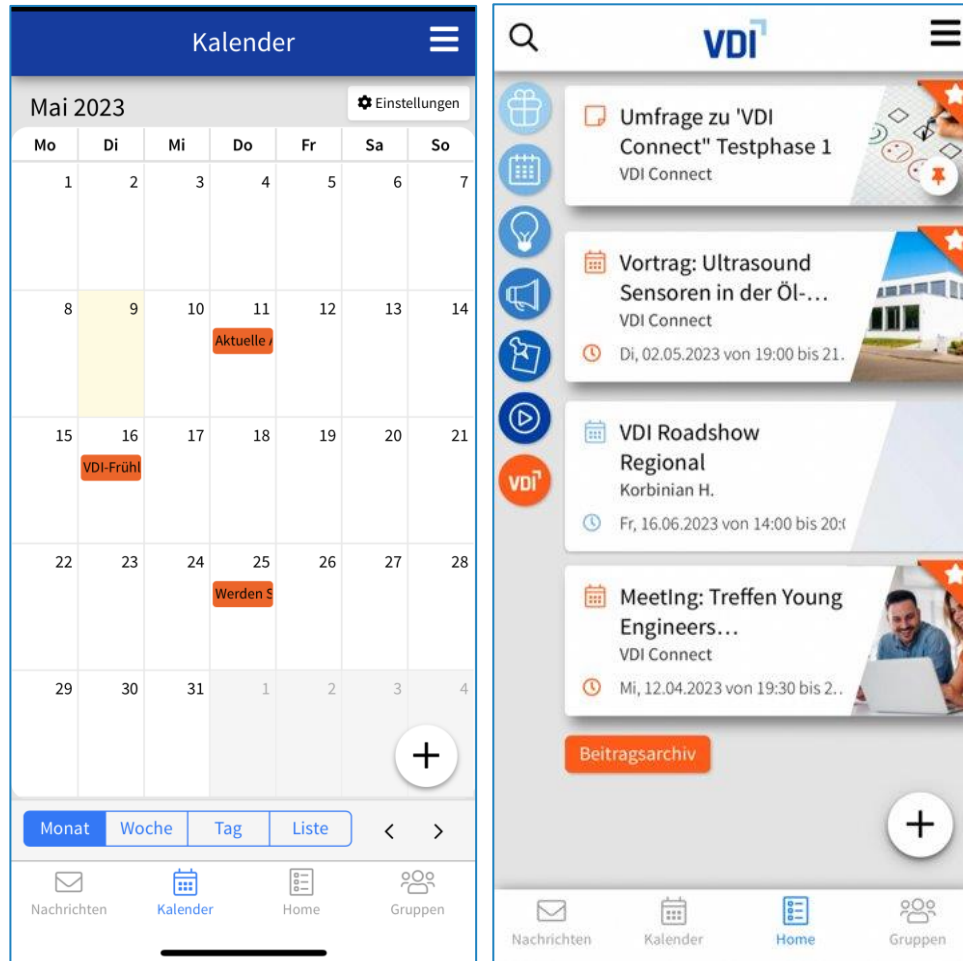 Kalender
Mai 2023
Einstellungen
Mo Di Mi Do Fr Sa So
1 2 3 4 5 6 7
8 9 10 11 12 13 14
Aktuelle
15 16 17 18 19 20 21
VDI-Frühl
22 23 24 25 26 27 28
Werden S
29 30 31 1 2 3 4
+
Monat Woche Tag Liste < >
Nachrichten Kalender Home Gruppen
VDI
Umfrage zu 'VDI
Connect" Testphase 1
VDI Connect
Vortrag: Ultrasound
Sensoren in der Öl-...
VDI Connect
Di, 02.05.2023 von 19:00 bis 21.
VDI
VDI Roadshow
Regional
Korbinian H.
Fr, 16.06.2023 von 14:00 bis 20:
MeetIng: Treffen Young
Engineers...
VDI Connect
Mi, 12.04.2023 von 19:30 bis 2..
Beitragsarchiv
+
Nachrichten Kalender Home Gruppen